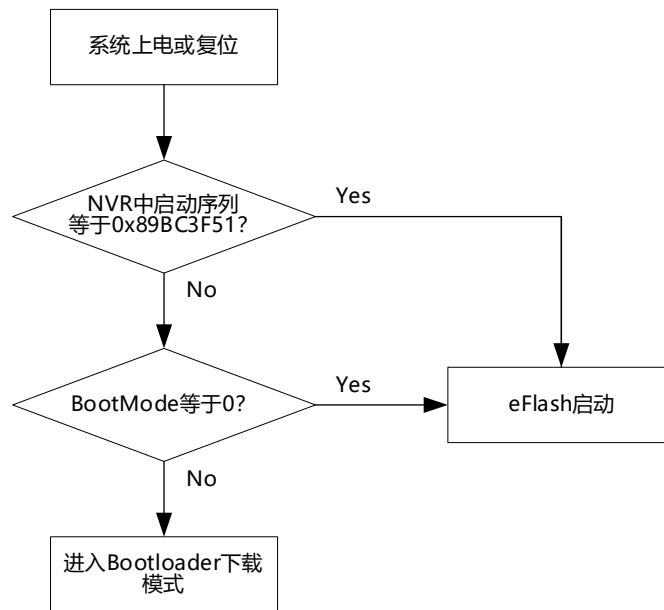 系统上电或复位
NVR中启动序列
等于0x89BC3F51?
Yes
No
BootMode等于0?
Yes
eFlash启动
No
进入Bootloader下载
模式